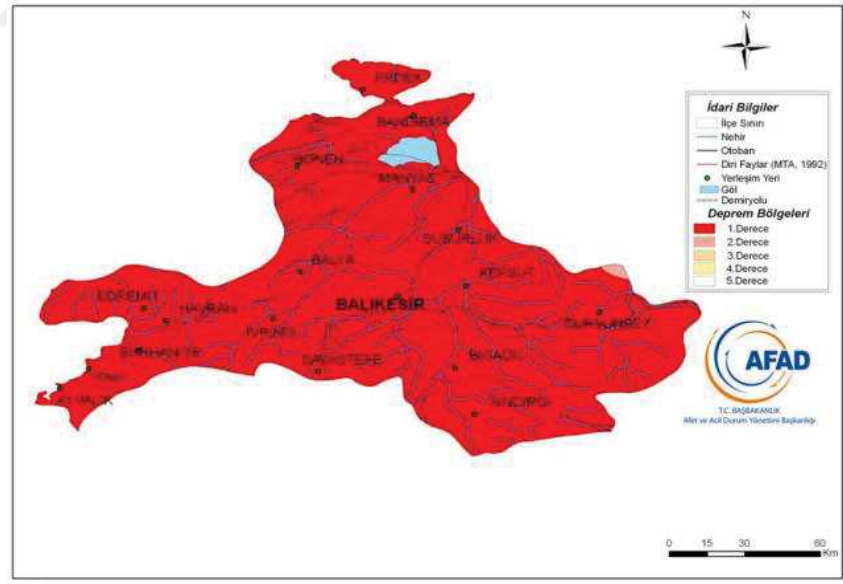 N
ERDEK
BANDIRMA
GÖNEN
MANYAS
SUSURLUK
BALYA
KEPSUT
EDREMİT
HAVRAN
BALIKESİR
DURSUNBEY
İVRİNDİ
BURHANİYE
SAVAŞTEPE
BİGADİÇ
AYVALIK
SINDIRGI
İdari Bilgiler
İlçe Sınırı
Nehir
Otoban
Diri Faylar (MTA, 1992)
Yerleşim Yeri
Göl
Demiryolu
Deprem Bölgeleri
1.Derece
2.Derece
3.Derece
4.Derece
5.Derece
AFAD
T.C. BAŞBAKANLIK
Afet ve Acil Durum Yönetimi Başkanlığı
0 15 30 60
Km